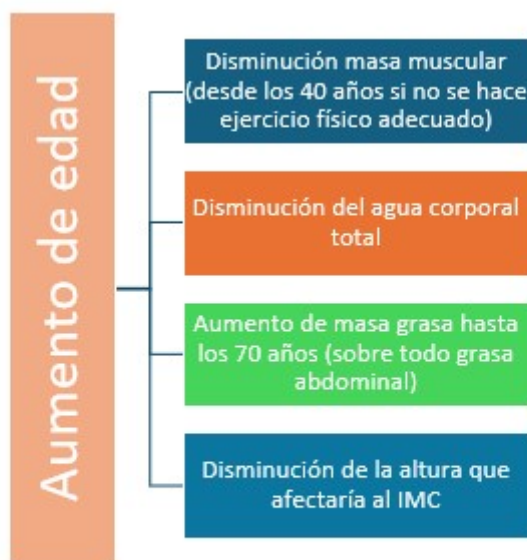 Aumento de edad
Disminución masa muscular
(desde los 40 años si no se hace
ejercicio físico adecuado)
Disminución del agua corporal
total
Aumento de masa grasa hasta
los 70 años (sobre todo grasa
abdominal)
Disminución de la altura que
afectaría al IMC